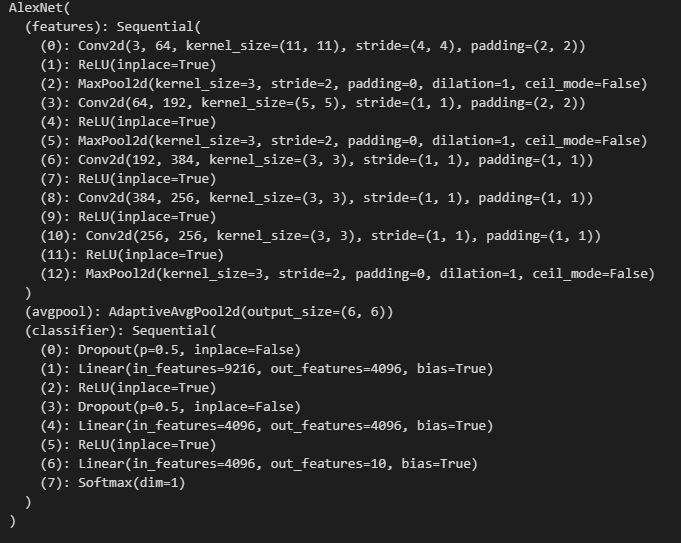 AlexNet(
  (features): Sequential(
    (0): Conv2d(3, 64, kernel_size=(11, 11), stride=(4, 4), padding=(2, 2))
    (1): ReLU(inplace=True)
    (2): MaxPool2d(kernel_size=3, stride=2, padding=0, dilation=1, ceil_mode=False)
    (3): Conv2d(64, 192, kernel_size=(5, 5), stride=(1, 1), padding=(2, 2))
    (4): ReLU(inplace=True)
    (5): MaxPool2d(kernel_size=3, stride=2, padding=0, dilation=1, ceil_mode=False)
    (6): Conv2d(192, 384, kernel_size=(3, 3), stride=(1, 1), padding=(1, 1))
    (7): ReLU(inplace=True)
    (8): Conv2d(384, 256, kernel_size=(3, 3), stride=(1, 1), padding=(1, 1))
    (9): ReLU(inplace=True)
    (10): Conv2d(256, 256, kernel_size=(3, 3), stride=(1, 1), padding=(1, 1))
    (11): ReLU(inplace=True)
    (12): MaxPool2d(kernel_size=3, stride=2, padding=0, dilation=1, ceil_mode=False)
  )
  (avgpool): AdaptiveAvgPool2d(output_size=(6, 6))
  (classifier): Sequential(
    (0): Dropout(p=0.5, inplace=False)
    (1): Linear(in_features=9216, out_features=4096, bias=True)
    (2): ReLU(inplace=True)
    (3): Dropout(p=0.5, inplace=False)
    (4): Linear(in_features=4096, out_features=4096, bias=True)
    (5): ReLU(inplace=True)
    (6): Linear(in_features=4096, out_features=10, bias=True)
    (7): Softmax(dim=1)
  )
)